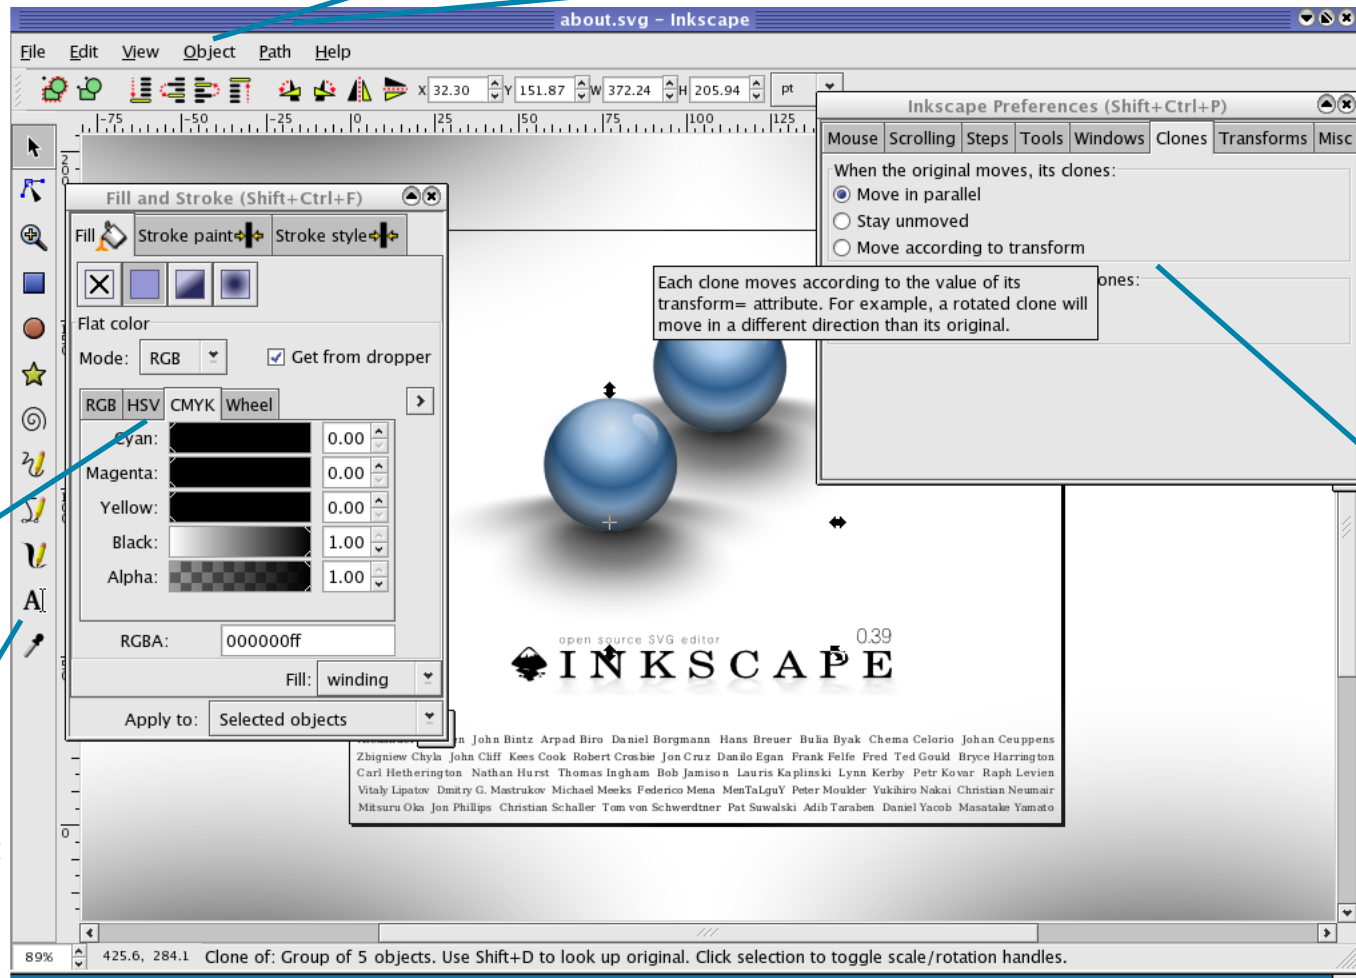 about.svg – Inkscape
File Edit View Object Path Help
X 32.30 Y 151.87 W 372.24 H 205.94 pt
-75 -50 -25 0 25 50 75 100 125
Inkscape Preferences (Shift+Ctrl+P)
Mouse Scrolling Steps Tools Windows Clones Transforms Misc
When the original moves, its clones:
Move in parallel
Stay unmoved
Move according to transform
ones:
Each clone moves according to the value of its
transform= attribute. For example, a rotated clone will
move in a different direction than its original.
Fill and Stroke (Shift+Ctrl+F)
Fill Stroke paint Stroke style
Flat color
Mode: RGB Get from dropper
RGB HSV CMYK Wheel
Cyan: 0.00
Magenta: 0.00
Yellow: 0.00
Black: 1.00
Alpha: 1.00
RGBA: 000000ff
Fill: winding
Apply to: Selected objects
open source SVG editor 0.39
INKSCAPE
John Bintz Arpad Biro Daniel Borgmann Hans Breuer Bulia Byak Chema Celorio Johan Ceuppens
Zbigniew Chyla John Cliff Kees Cook Robert Crosbie Jon Cruz Danilo Egan Frank Felfe Fred Ted Gould Bryce Harrington
Carl Hetherington Nathan Hurst Thomas Ingham Bob Jamison Lauris Kaplinski Lynn Kerby Petr Kovar Raph Levien
Vitaly Lipatov Dmitry G. Mastrukov Michael Meeks Federico Mena MenTaLguY Peter Moulder Yukihiro Nakai Christian Neumair
Mitsuru Oka Jon Phillips Christian Schaller Tom von Schwerdtner Pat Suwalski Adib Taraben Daniel Yacob Masatake Yamato
0
89% 425.6, 284.1 Clone of: Group of 5 objects. Use Shift+D to look up original. Click selection to toggle scale/rotation handles.